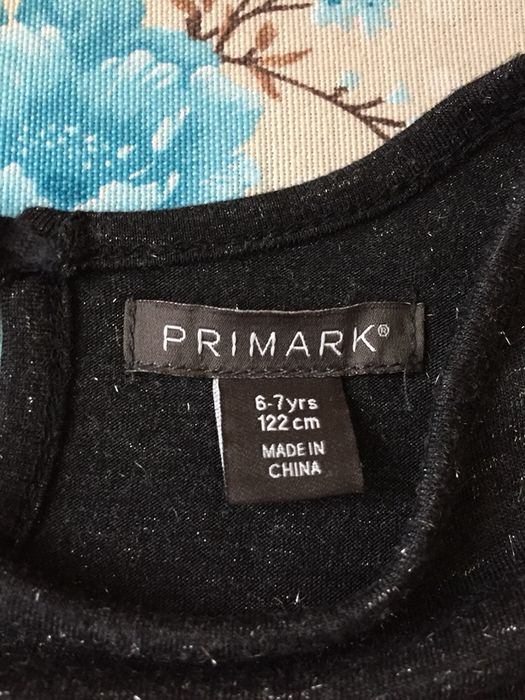 PRIMARK®
6-7yrs
122 cm
MADE IN
CHINA